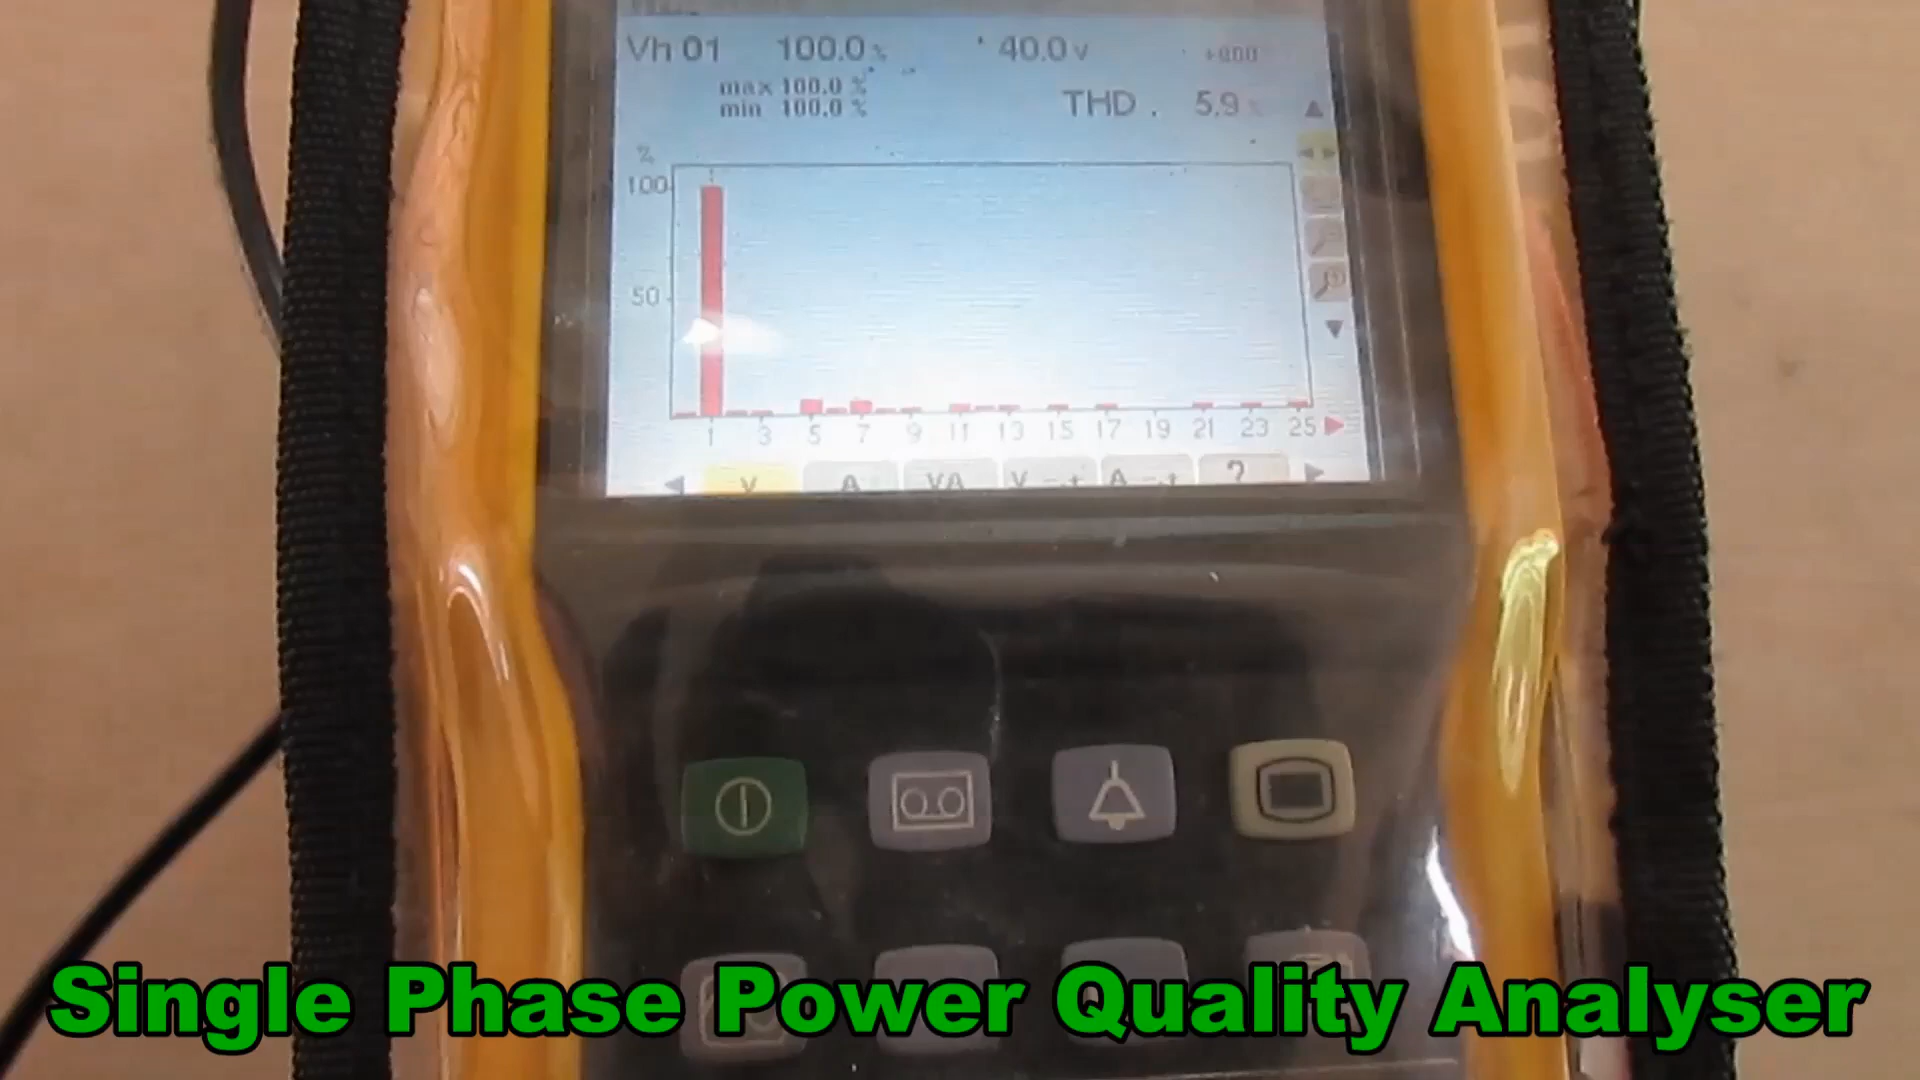 Vh 01 100.0 % 40.0 v
max 100.0 %
min 100.0 %
THD 5.9 %
%
100
50
1 3 5 7 9 11 13 15 17 19 21 23 25
V A VA V A ?
Single Phase Power Quality Analyser